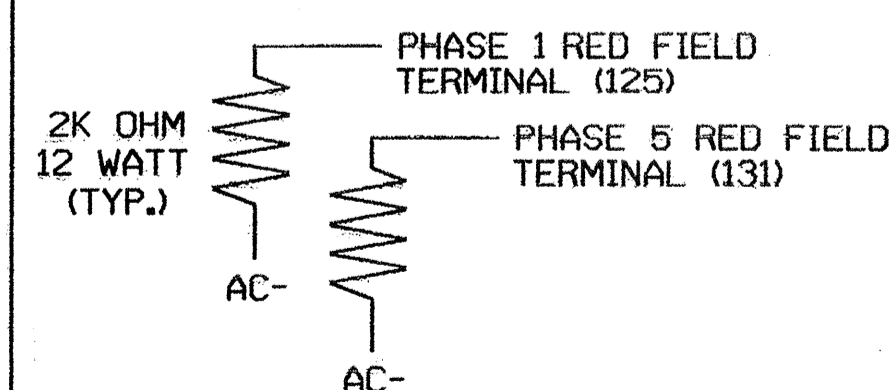 PHASE 1 RED FIELD
TERMINAL (125)
2K OHM
12 WATT
(TYP.)
PHASE 5 RED FIELD
TERMINAL (131)
AC-
AC-